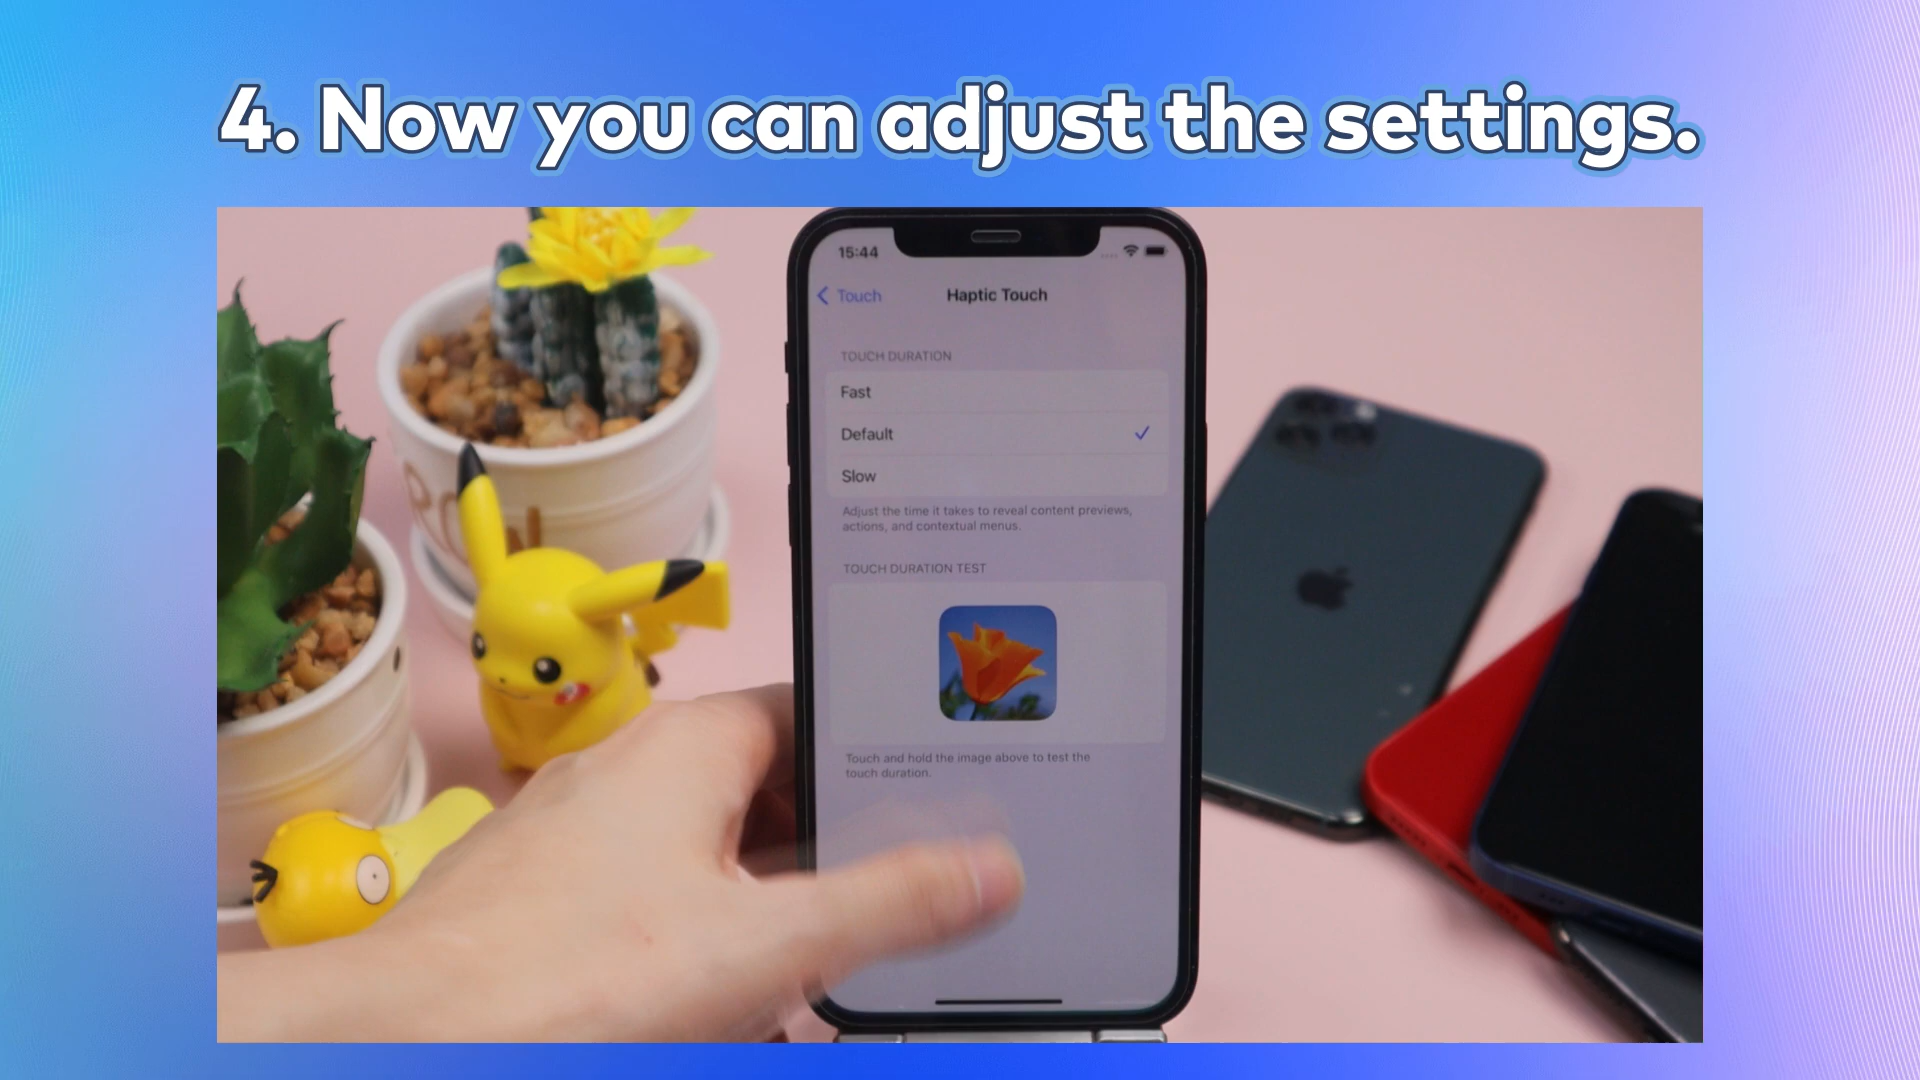 4. Now you can adjust the settings.
15:44
Touch
Haptic Touch
TOUCH DURATION
Fast
Default
Slow
Adjust the time it takes to reveal content previews,
actions, and contextual menus.
TOUCH DURATION TEST
Touch and hold the image above to test the
touch duration.